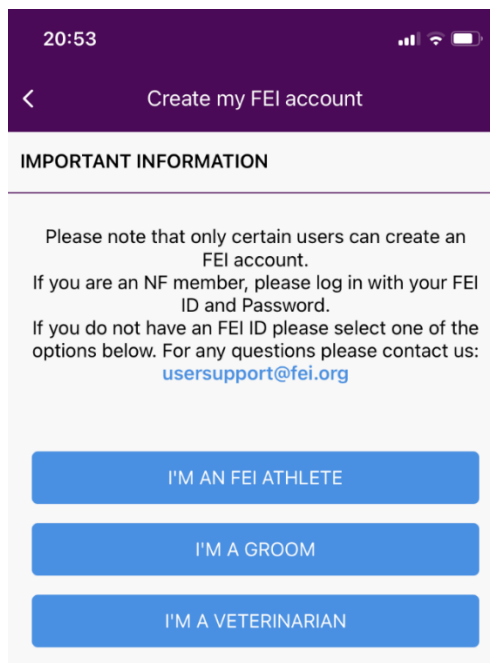 20:53
Create my FEI account
IMPORTANT INFORMATION
Please note that only certain users can create an
FEI account.
If you are an NF member, please log in with your FEI
ID and Password.
If you do not have an FEI ID please select one of the
options below. For any questions please contact us:
usersupport@fei.org
I'M AN FEI ATHLETE
I'M A GROOM
I'M A VETERINARIAN